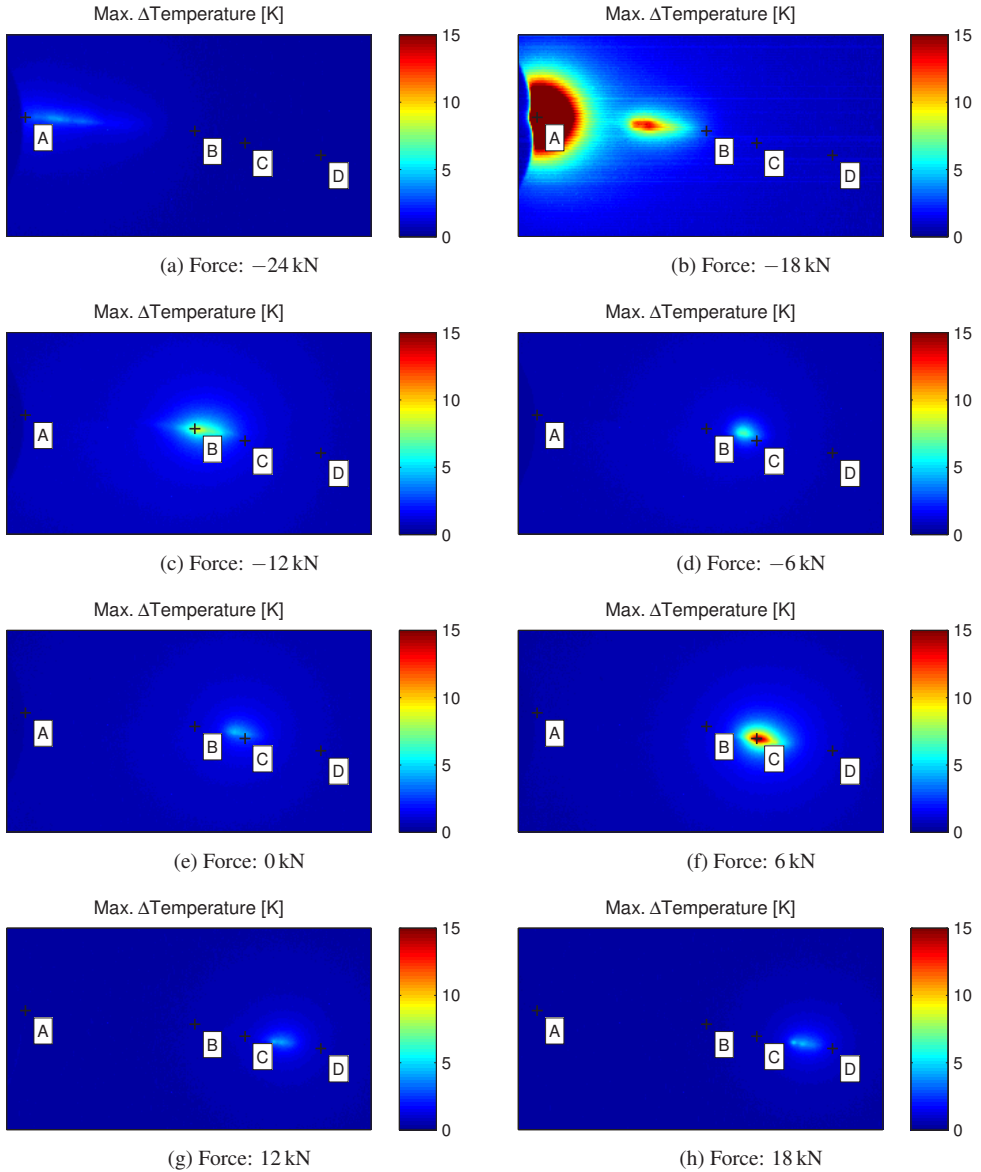 Max. ΔTemperature [K]
15
10
5
0
A
B
C
D
(a) Force: −24 kN
Max. ΔTemperature [K]
15
10
5
0
A
B
C
D
(b) Force: −18 kN
Max. ΔTemperature [K]
15
10
5
0
A
B
C
D
(c) Force: −12 kN
Max. ΔTemperature [K]
15
10
5
0
A
B
C
D
(d) Force: −6 kN
Max. ΔTemperature [K]
15
10
5
0
A
B
C
D
(e) Force: 0 kN
Max. ΔTemperature [K]
15
10
5
0
A
B
C
D
(f) Force: 6 kN
Max. ΔTemperature [K]
15
10
5
0
A
B
C
D
(g) Force: 12 kN
Max. ΔTemperature [K]
15
10
5
0
A
B
C
D
(h) Force: 18 kN